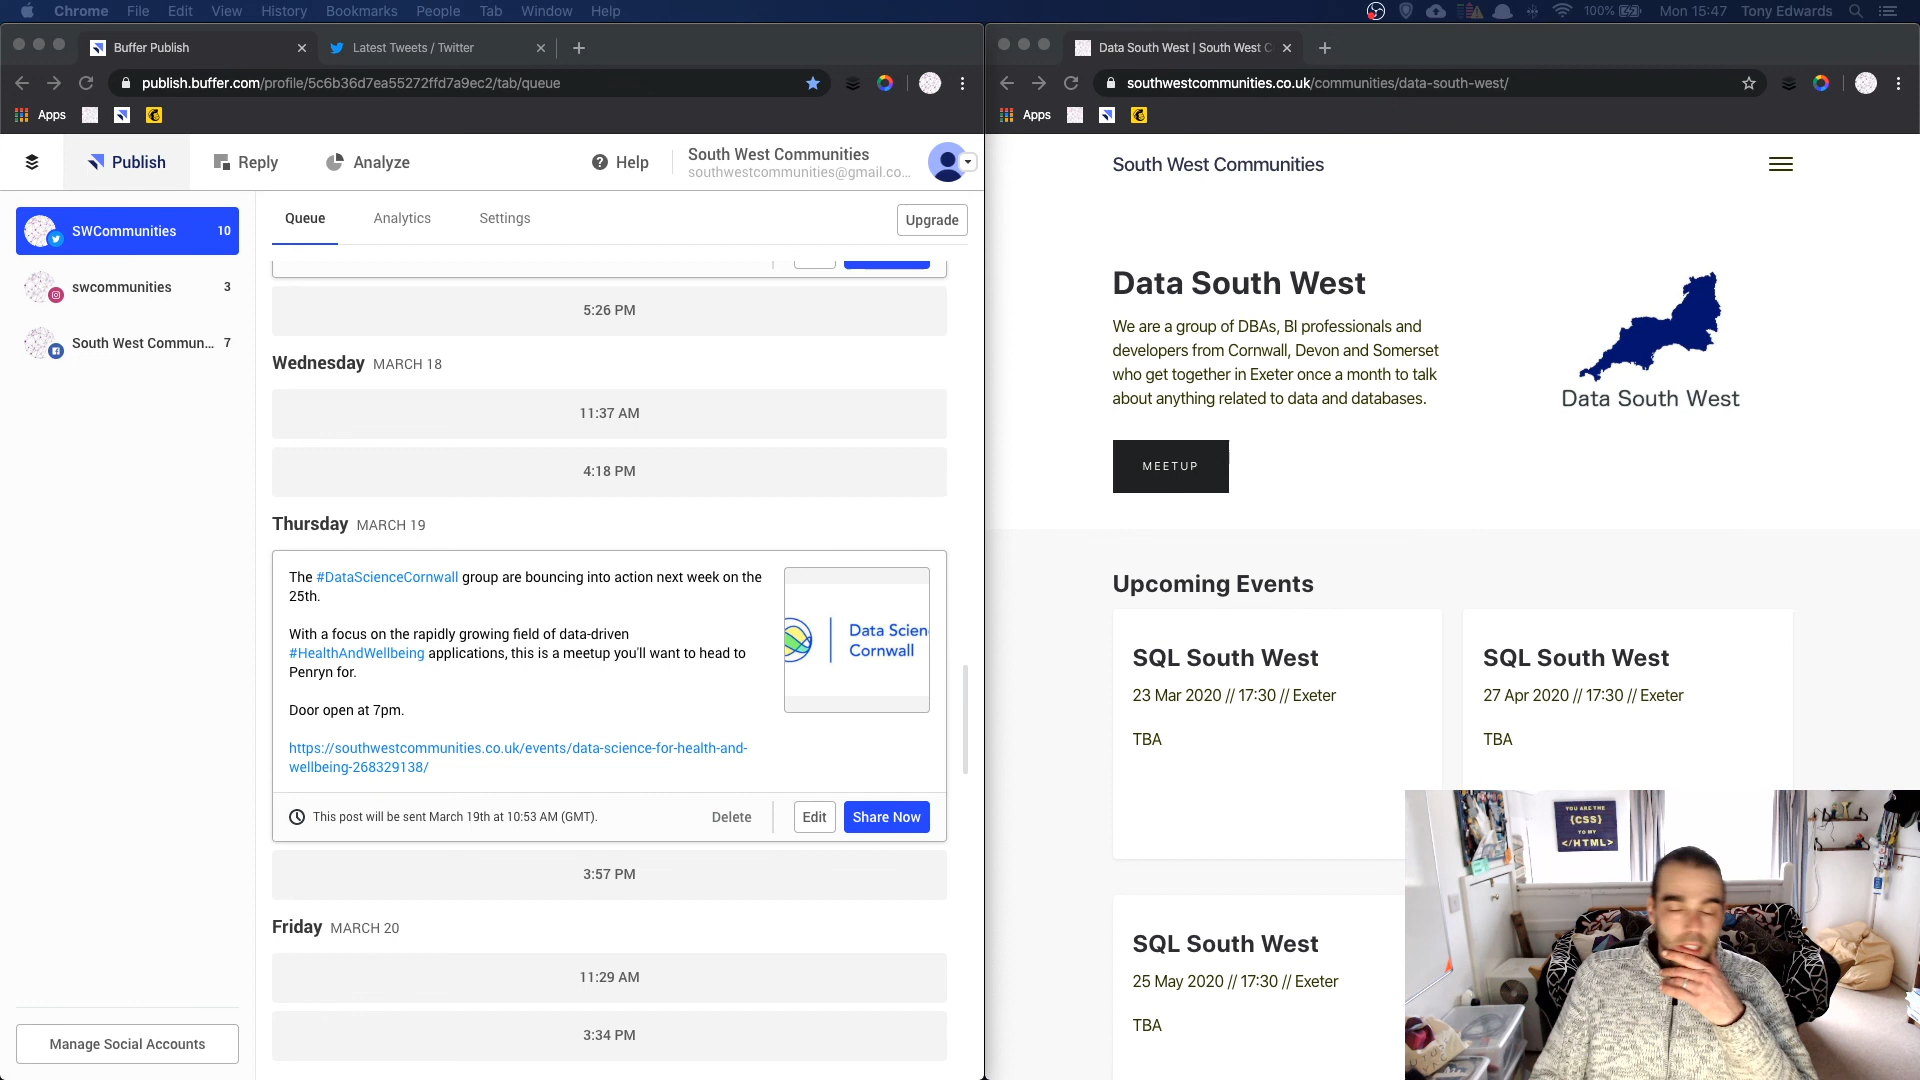 Chrome File Edit View History Bookmarks People Tab Window Help
100% Mon 15:47 Tony Edwards
Buffer Publish
Latest Tweets / Twitter
publish.buffer.com/profile/5c6b36d7ea55272ffd7a9ec2/tab/queue
Apps
Publish
Reply
Analyze
Help
South West Communities
southwestcommunities@gmail.co...
SWCommunities 10
swcommunities 3
South West Commun... 7
Manage Social Accounts
Queue
Analytics
Settings
Upgrade
5:26 PM
Wednesday MARCH 18
11:37 AM
4:18 PM
Thursday MARCH 19
The #DataScienceCornwall group are bouncing into action next week on the
25th.
With a focus on the rapidly growing field of data-driven
#HealthAndWellbeing applications, this is a meetup you'll want to head to
Penryn for.
Door open at 7pm.
https://southwestcommunities.co.uk/events/data-science-for-health-and-
wellbeing-268329138/
Data Scien
Cornwall
This post will be sent March 19th at 10:53 AM (GMT).
Delete
Edit
Share Now
3:57 PM
Friday MARCH 20
11:29 AM
3:34 PM
Data South West | South West C
southwestcommunities.co.uk/communities/data-south-west/
Apps
South West Communities
Data South West
We are a group of DBAs, BI professionals and
developers from Cornwall, Devon and Somerset
who get together in Exeter once a month to talk
about anything related to data and databases.
Data South West
MEETUP
Upcoming Events
SQL South West
23 Mar 2020 // 17:30 // Exeter
TBA
SQL South West
27 Apr 2020 // 17:30 // Exeter
TBA
SQL South West
25 May 2020 // 17:30 // Exeter
TBA
YOU ARE THE
{CSS}
TO MY
</HTML>